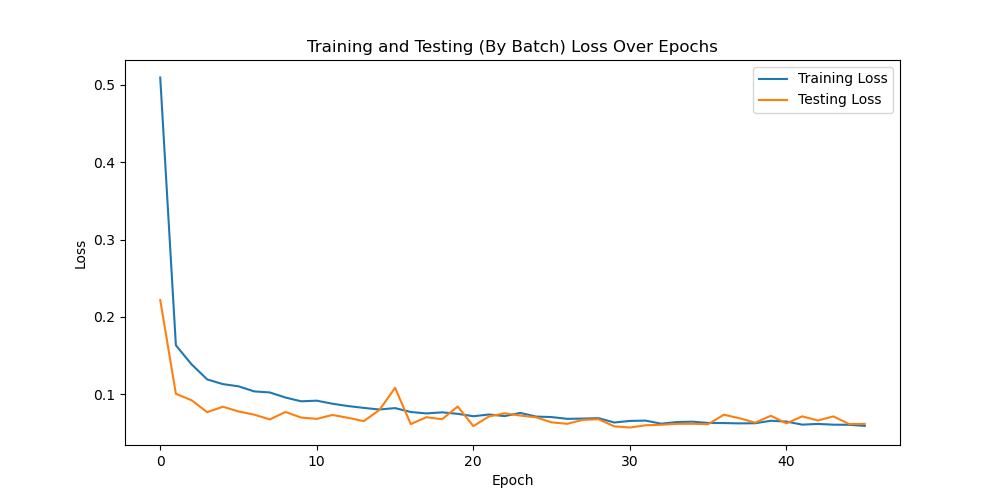 Training and Testing (By Batch) Loss Over Epochs
Training Loss
Testing Loss
Loss
0.5
0.4
0.3
0.2
0.1
0 10 20 30 40
Epoch